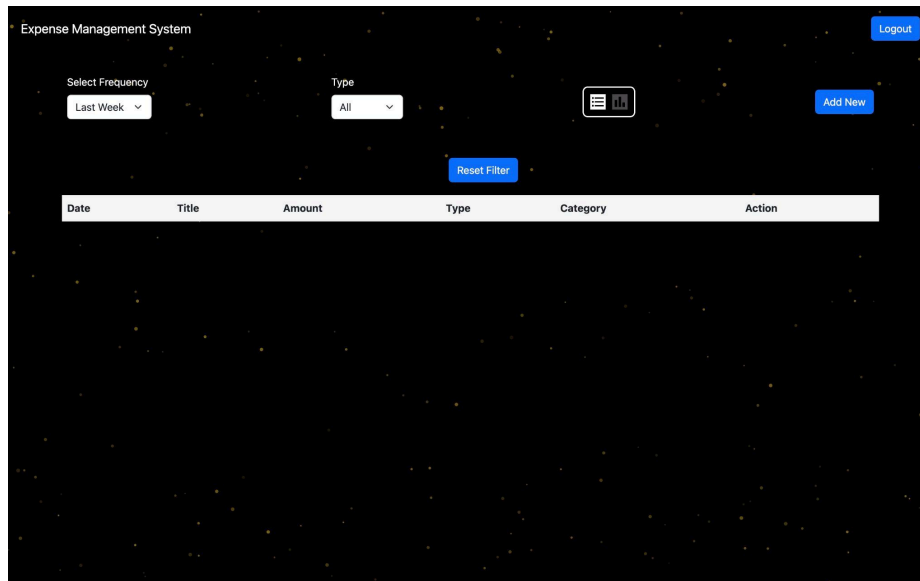 Expense Management System
Logout
Select Frequency
Type
Last Week
All
Add New
Reset Filter
Date Title Amount Type Category Action